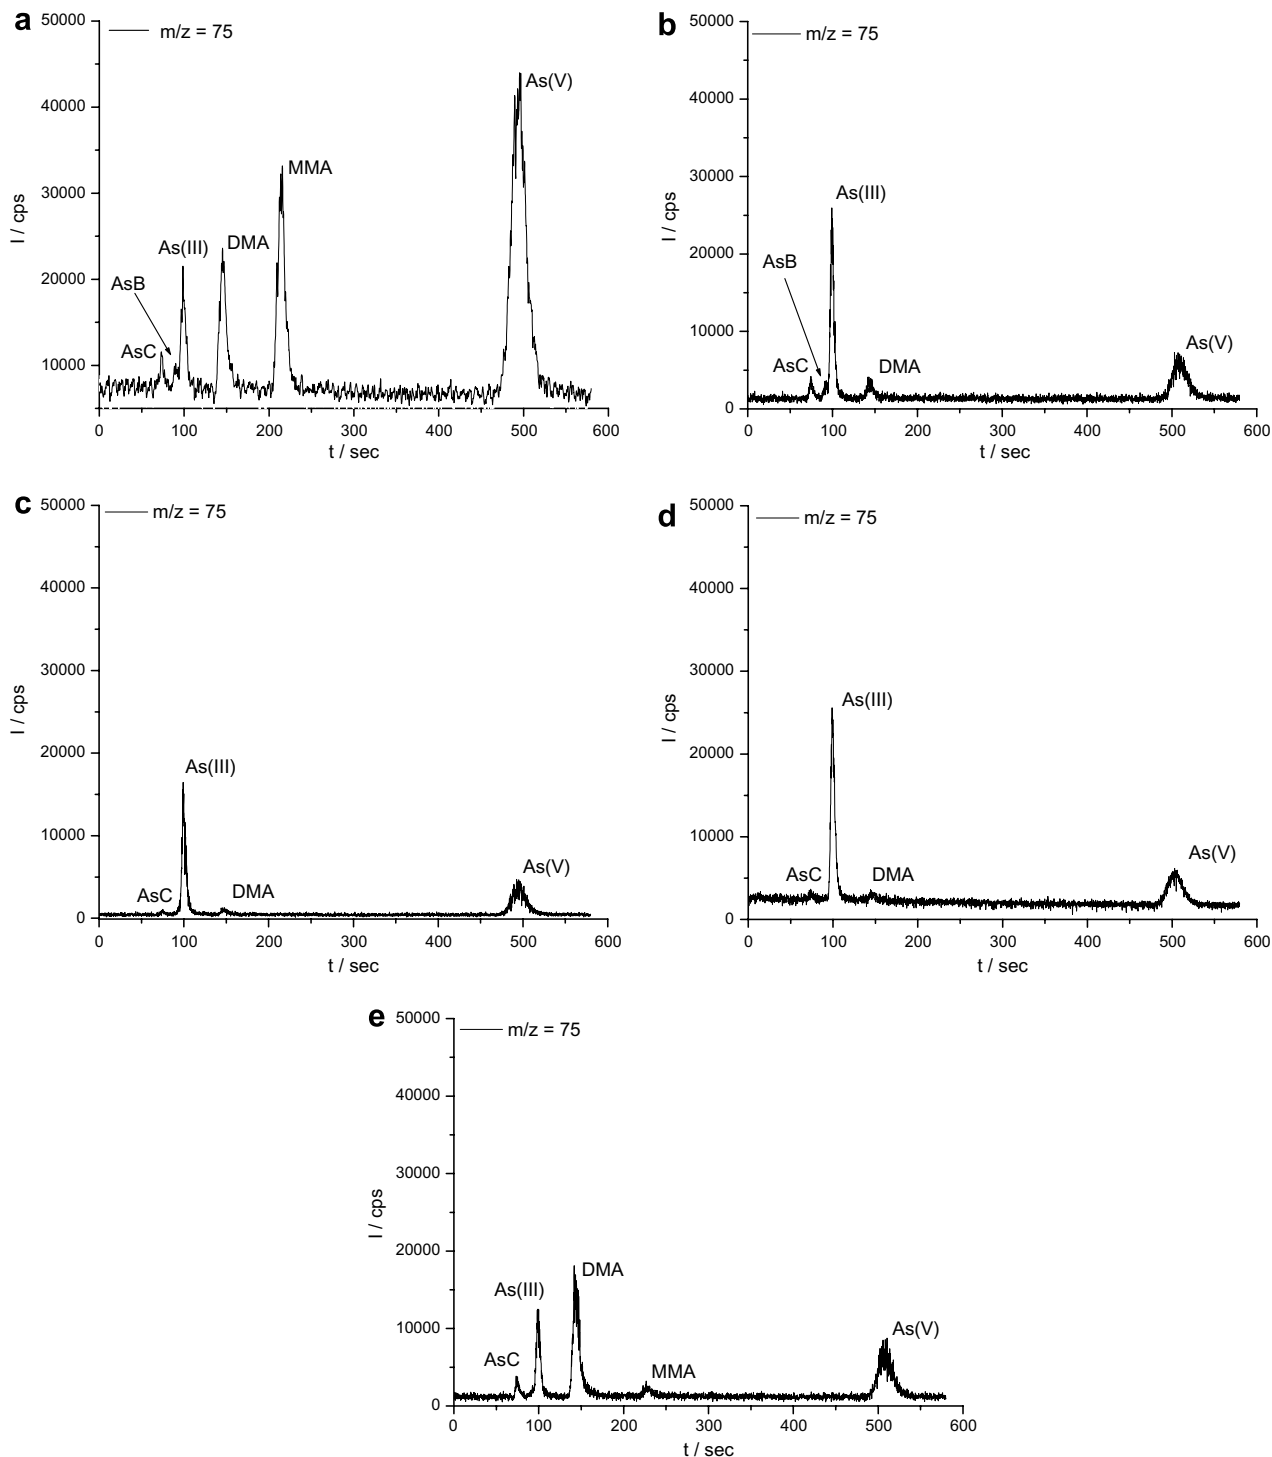 a
m/z = 75
50000
40000
30000
20000
10000
I / cps
AsC
AsB
As(III)
DMA
MMA
As(V)
0 100 200 300 400 500 600
t / sec
b
m/z = 75
50000
40000
30000
20000
10000
0
I / cps
AsC
AsB
As(III)
DMA
As(V)
0 100 200 300 400 500 600
t / sec
c
m/z = 75
50000
40000
30000
20000
10000
0
I / cps
AsC
As(III)
DMA
As(V)
0 100 200 300 400 500 600
t / sec
d
m/z = 75
50000
40000
30000
20000
10000
0
I / cps
AsC
As(III)
DMA
As(V)
0 100 200 300 400 500 600
t / sec
e
m/z = 75
50000
40000
30000
20000
10000
0
I / cps
AsC
As(III)
DMA
MMA
As(V)
0 100 200 300 400 500 600
t / sec